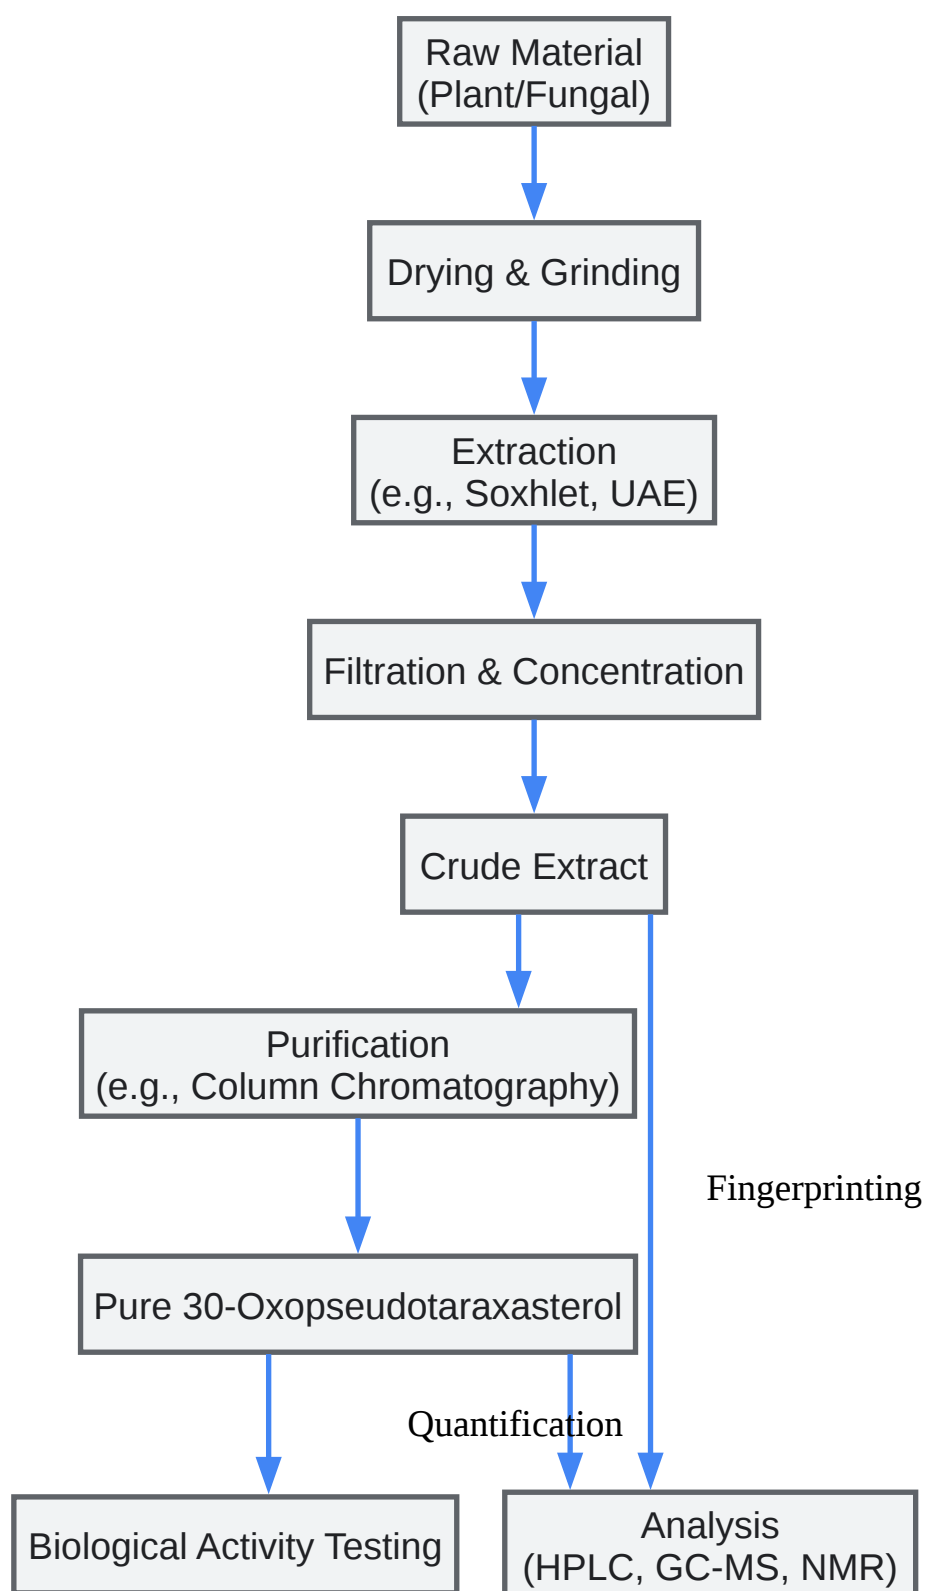 Raw Material
(Plant/Fungal)
Drying & Grinding
Extraction
(e.g., Soxhlet, UAE)
Filtration & Concentration
Crude Extract
Purification
(e.g., Column Chromatography)
Fingerprinting
Pure 30-Oxopseudotaraxasterol
Quantification
Biological Activity Testing
Analysis
(HPLC, GC-MS, NMR)